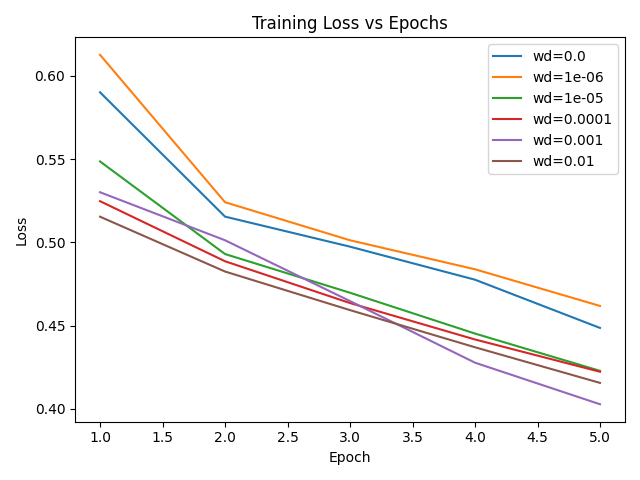 Training Loss vs Epochs
wd=0.0
wd=1e-06
wd=1e-05
wd=0.0001
wd=0.001
wd=0.01
Loss
0.60
0.55
0.50
0.45
0.40
1.0 1.5 2.0 2.5 3.0 3.5 4.0 4.5 5.0
Epoch